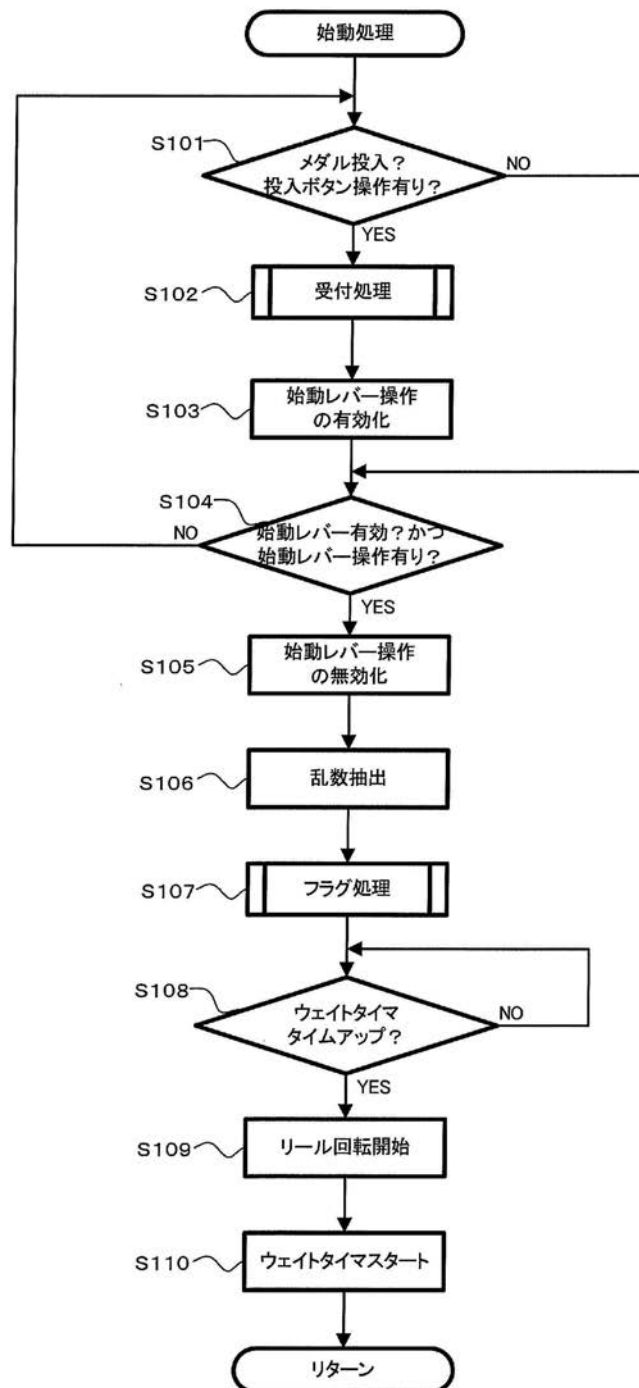 始動処理
S101
メダル投入？
投入ボタン操作有り？
NO
YES
S102
受付処理
S103
始動レバー操作
の有効化
S104
始動レバー有効？かつ
始動レバー操作有り？
NO
YES
S105
始動レバー操作
の無効化
S106
乱数抽出
S107
フラグ処理
S108
ウェイトタイマ
タイムアップ？
NO
YES
S109
リール回転開始
S110
ウェイトタイマスタート
リターン